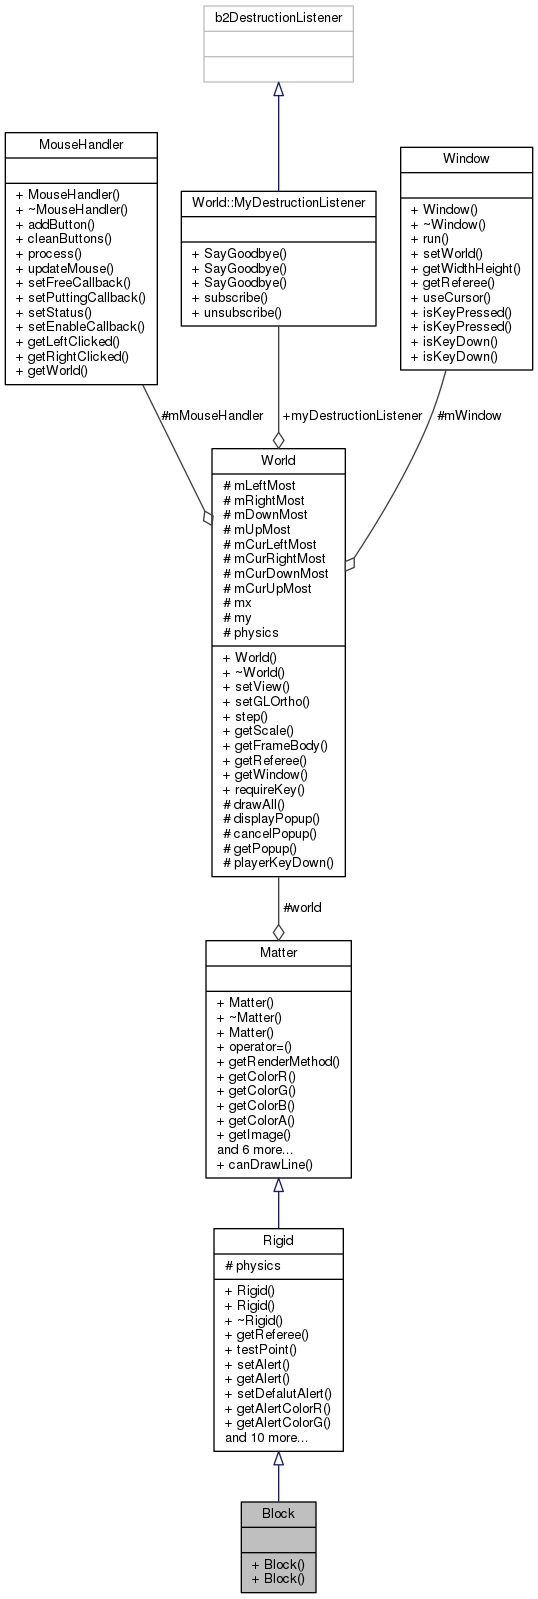 b2DestructionListener
MouseHandler
+ MouseHandler()
+ ~MouseHandler()
+ addButton()
+ cleanButtons()
+ process()
+ updateMouse()
+ setFreeCallback()
+ setPuttingCallback()
+ setStatus()
+ setEnableCallback()
+ getLeftClicked()
+ getRightClicked()
+ getWorld()
World::MyDestructionListener
+ SayGoodbye()
+ SayGoodbye()
+ SayGoodbye()
+ subscribe()
+ unsubscribe()
Window
+ Window()
+ ~Window()
+ run()
+ setWorld()
+ getWidthHeight()
+ getReferee()
+ useCursor()
+ isKeyPressed()
+ isKeyPressed()
+ isKeyDown()
+ isKeyDown()
#mMouseHandler
+myDestructionListener
#mWindow
World
# mLeftMost
# mRightMost
# mDownMost
# mUpMost
# mCurLeftMost
# mCurRightMost
# mCurDownMost
# mCurUpMost
# mx
# my
# physics
+ World()
+ ~World()
+ setView()
+ setGLOrtho()
+ step()
+ getScale()
+ getFrameBody()
+ getReferee()
+ getWindow()
+ requireKey()
# drawAll()
# displayPopup()
# cancelPopup()
# getPopup()
# playerKeyDown()
#world
Matter
+ Matter()
+ ~Matter()
+ Matter()
+ operator=()
+ getRenderMethod()
+ getColorR()
+ getColorG()
+ getColorB()
+ getColorA()
+ getImage()
and 6 more...
+ canDrawLine()
Rigid
# physics
+ Rigid()
+ Rigid()
+ ~Rigid()
+ getReferee()
+ testPoint()
+ setAlert()
+ getAlert()
+ setDefalutAlert()
+ getAlertColorR()
+ getAlertColorG()
and 10 more...
Block
+ Block()
+ Block()